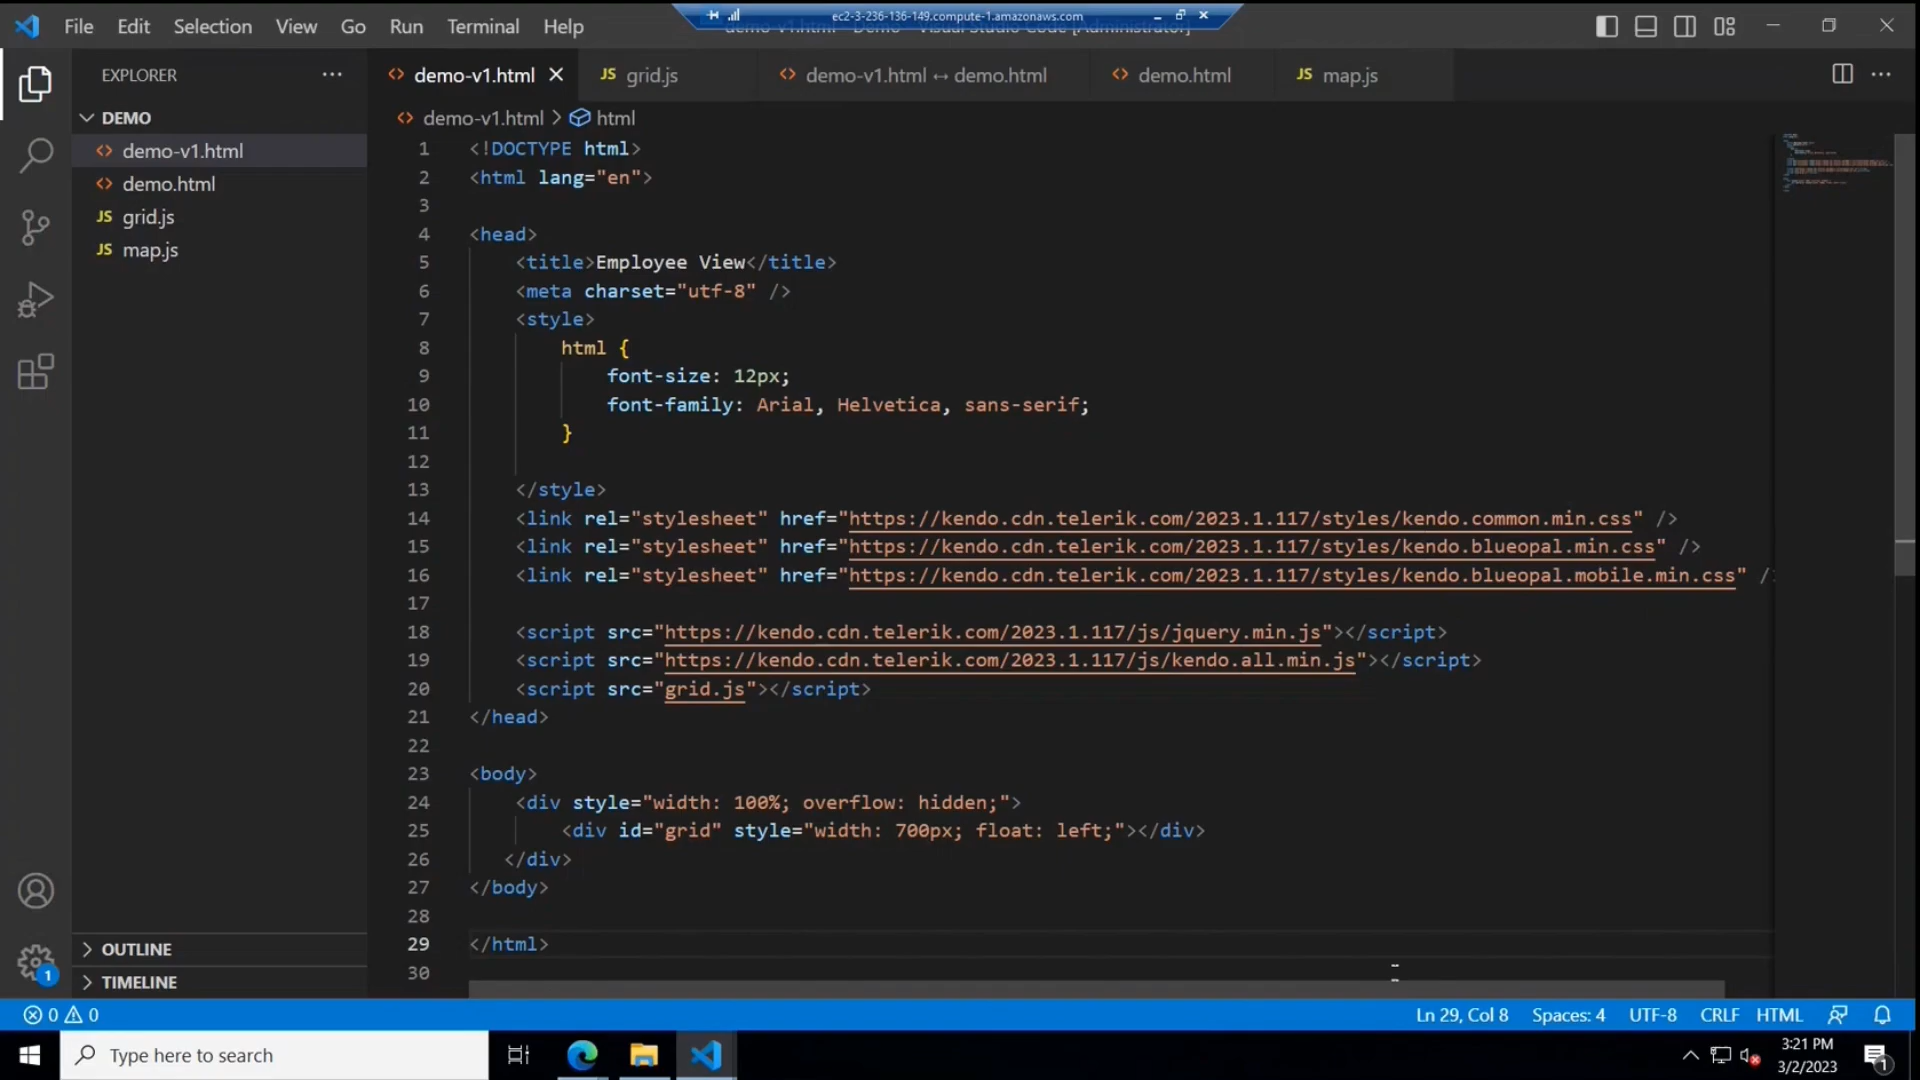 ec2-3-236-136-149.compute-1.amazonaws.com
File Edit Selection View Go Run Terminal Help
EXPLORER
demo-v1.html
JS grid.js
demo-v1.html ↔ demo.html
demo.html
JS map.js
DEMO
demo-v1.html
demo.html
JS grid.js
JS map.js
OUTLINE
TIMELINE
demo-v1.html > html
1 <!DOCTYPE html>
2 <html lang="en">
3
4 <head>
5 <title>Employee View</title>
6 <meta charset="utf-8" />
7 <style>
8 html {
9 font-size: 12px;
10 font-family: Arial, Helvetica, sans-serif;
11 }
12
13 </style>
14 <link rel="stylesheet" href="https://kendo.cdn.telerik.com/2023.1.117/styles/kendo.common.min.css" />
15 <link rel="stylesheet" href="https://kendo.cdn.telerik.com/2023.1.117/styles/kendo.blueopal.min.css" />
16 <link rel="stylesheet" href="https://kendo.cdn.telerik.com/2023.1.117/styles/kendo.blueopal.mobile.min.css" /
17
18 <script src="https://kendo.cdn.telerik.com/2023.1.117/js/jquery.min.js"></script>
19 <script src="https://kendo.cdn.telerik.com/2023.1.117/js/kendo.all.min.js"></script>
20 <script src="grid.js"></script>
21 </head>
22
23 <body>
24 <div style="width: 100%; overflow: hidden;">
25 <div id="grid" style="width: 700px; float: left;"></div>
26 </div>
27 </body>
28
29 </html>
30
1
0 0
Ln 29, Col 8 Spaces: 4 UTF-8 CRLF HTML
Type here to search
3:21 PM
3/2/2023
1